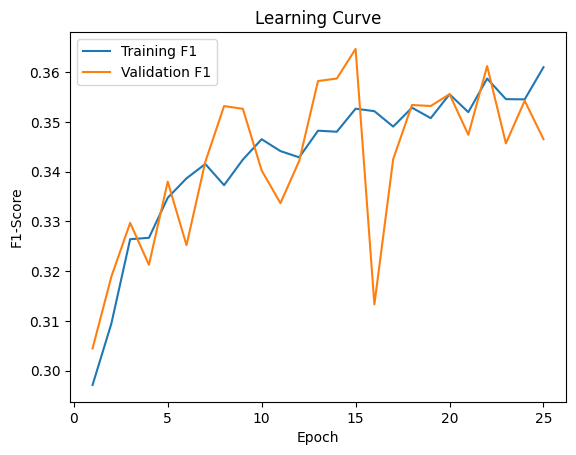 Learning Curve
Training F1
Validation F1
F1-Score
0.36
0.35
0.34
0.33
0.32
0.31
0.30
0 5 10 15 20 25
Epoch